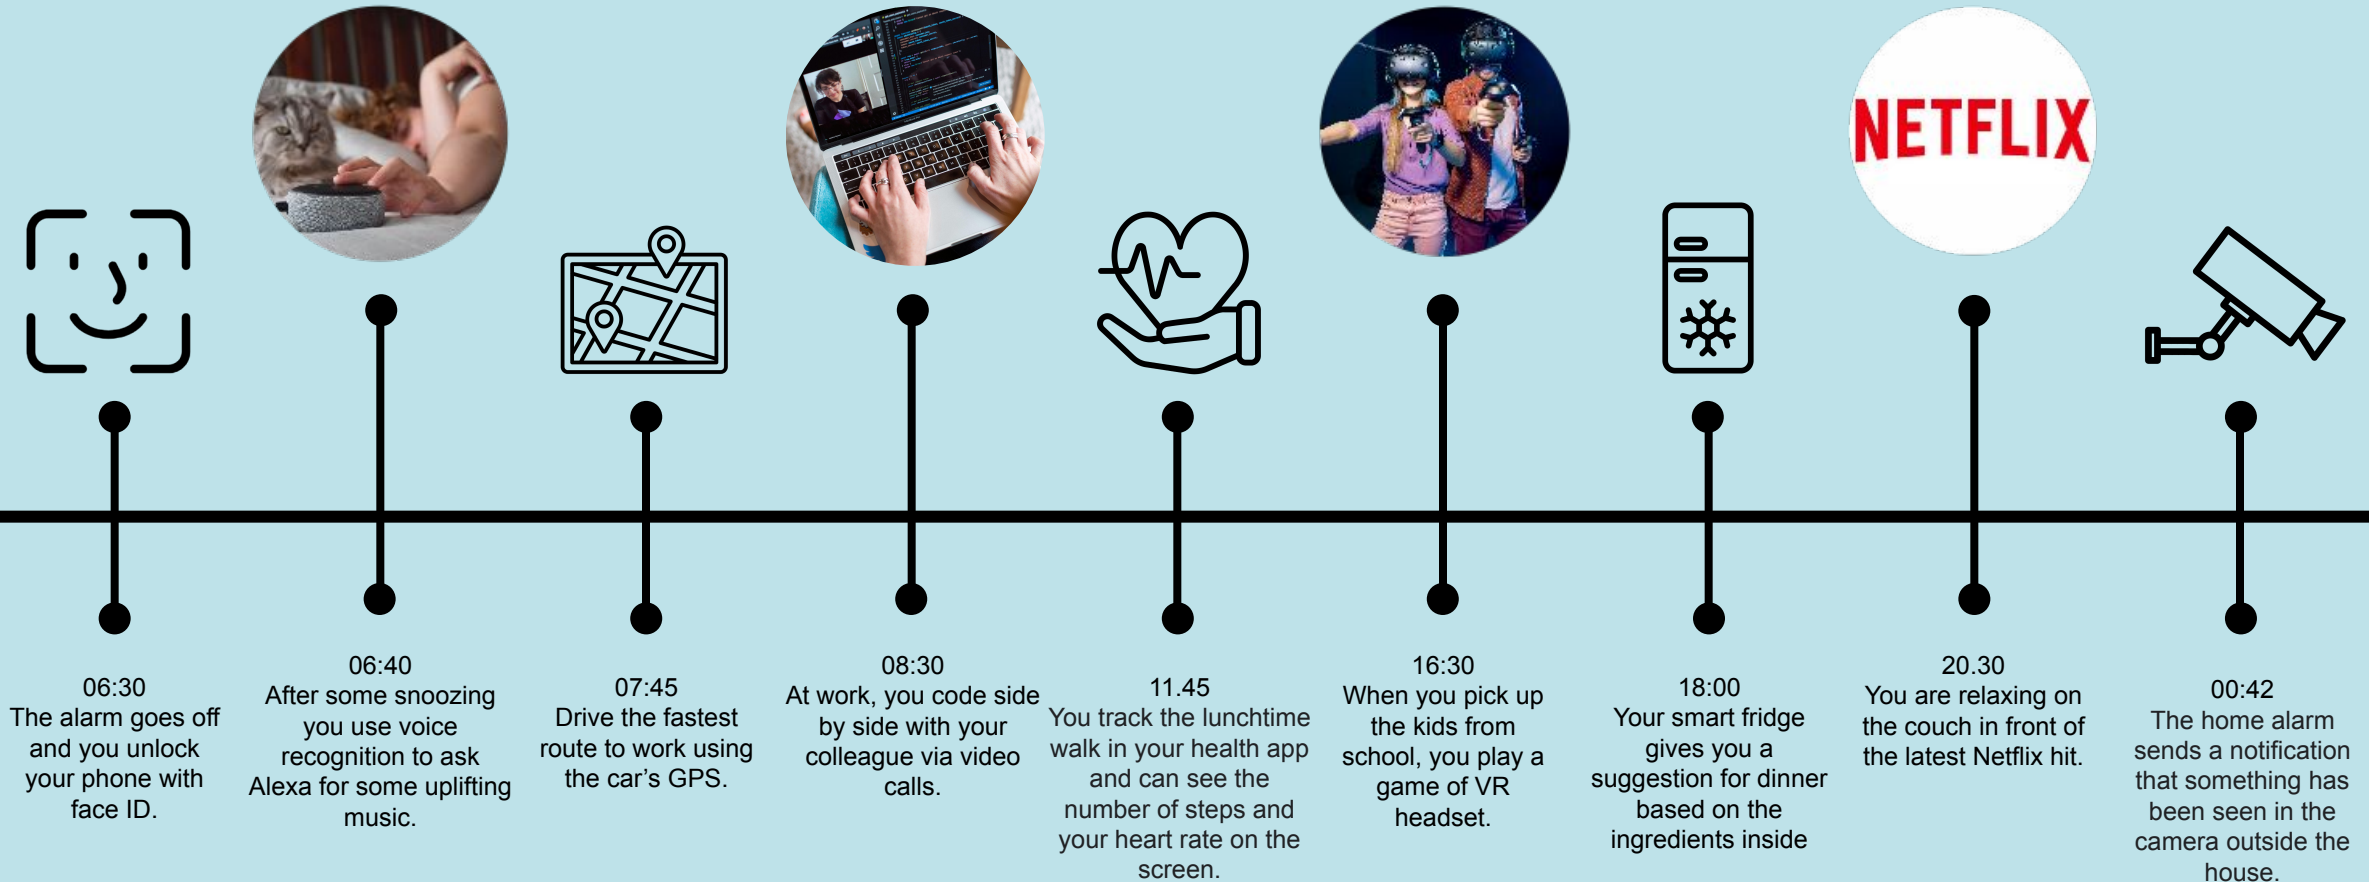 NETFLIX
06:30
The alarm goes off
and you unlock
your phone with
face ID.
06:40
After some snoozing
you use voice
recognition to ask
Alexa for some uplifting
music.
07:45
Drive the fastest
route to work using
the car’s GPS.
08:30
At work, you code side
by side with your
colleague via video
calls.
11.45
You track the lunchtime
walk in your health app
and can see the
number of steps and
your heart rate on the
screen.
16:30
When you pick up
the kids from
school, you play a
game of VR
headset.
18:00
Your smart fridge
gives you a
suggestion for dinner
based on the
ingredients inside
20.30
You are relaxing on
the couch in front of
the latest Netflix hit.
00:42
The home alarm
sends a notification
that something has
been seen in the
camera outside the
house.